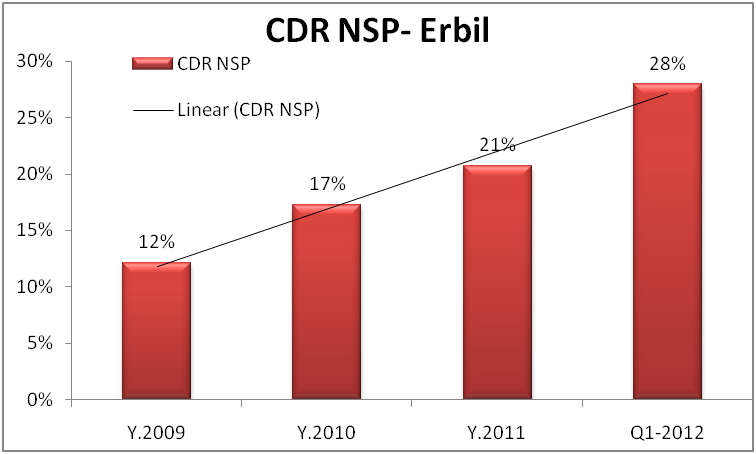 CDR NSP- Erbil
CDR NSP
Linear (CDR NSP)
30%
25%
20%
15%
10%
5%
0%
12%
17%
21%
28%
Y.2009
Y.2010
Y.2011
Q1-2012